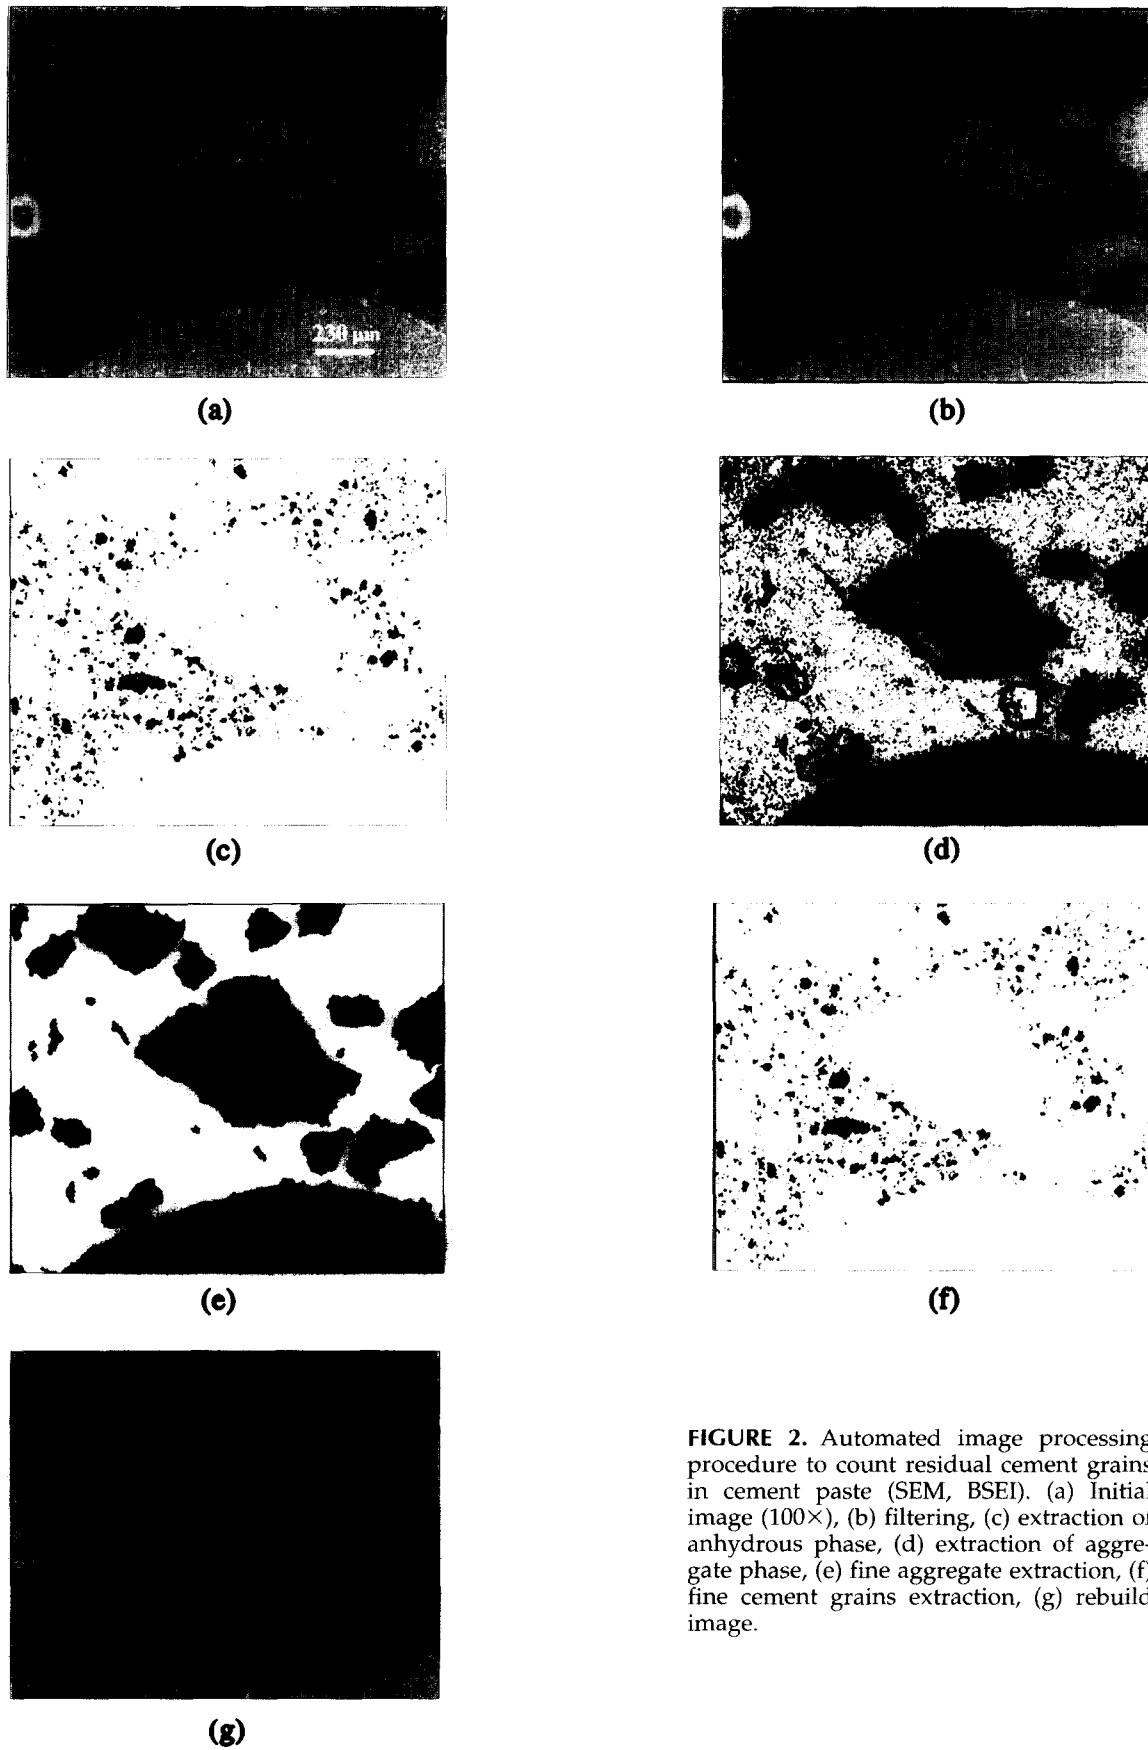 230 µm
(a)
(b)
(c)
(d)
(e)
(f)
(g)
FIGURE 2. Automated image processing
procedure to count residual cement grains
in cement paste (SEM, BSEI). (a) Initial
image (100×), (b) filtering, (c) extraction of
anhydrous phase, (d) extraction of aggre-
gate phase, (e) fine aggregate extraction, (f)
fine cement grains extraction, (g) rebuild
image.